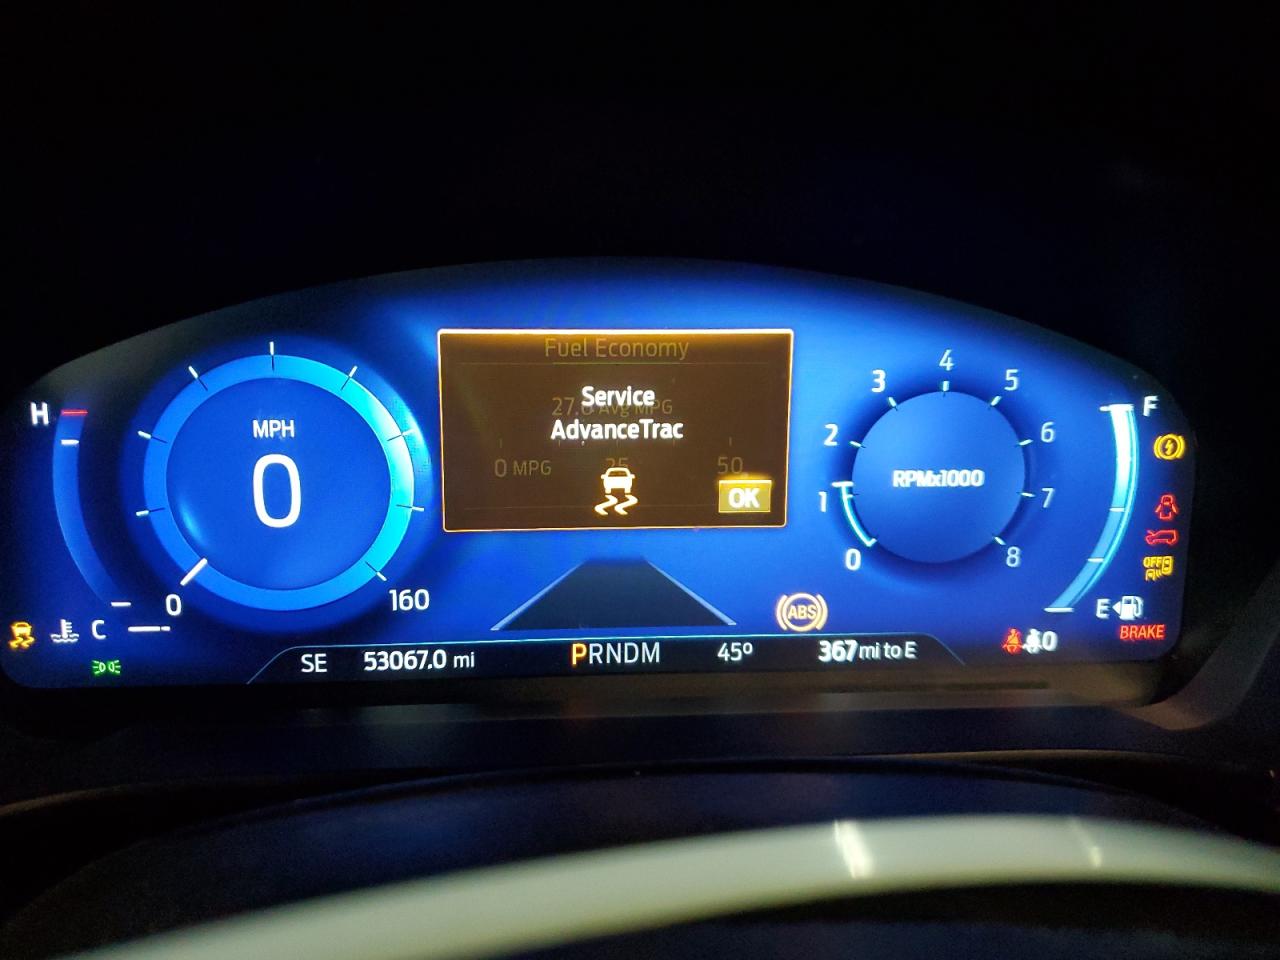 Fuel Economy
Service
27. Avg MPG
AdvanceTrac
0 MPG
25
50
OK
H
MPH
0
0
160
C
SE
53067.0 mi
PRNDM
45º
367 mi to E
ABS
0
1
2
3
4
5
6
7
8
RPMx1000
F
OFF
E
BRAKE
0